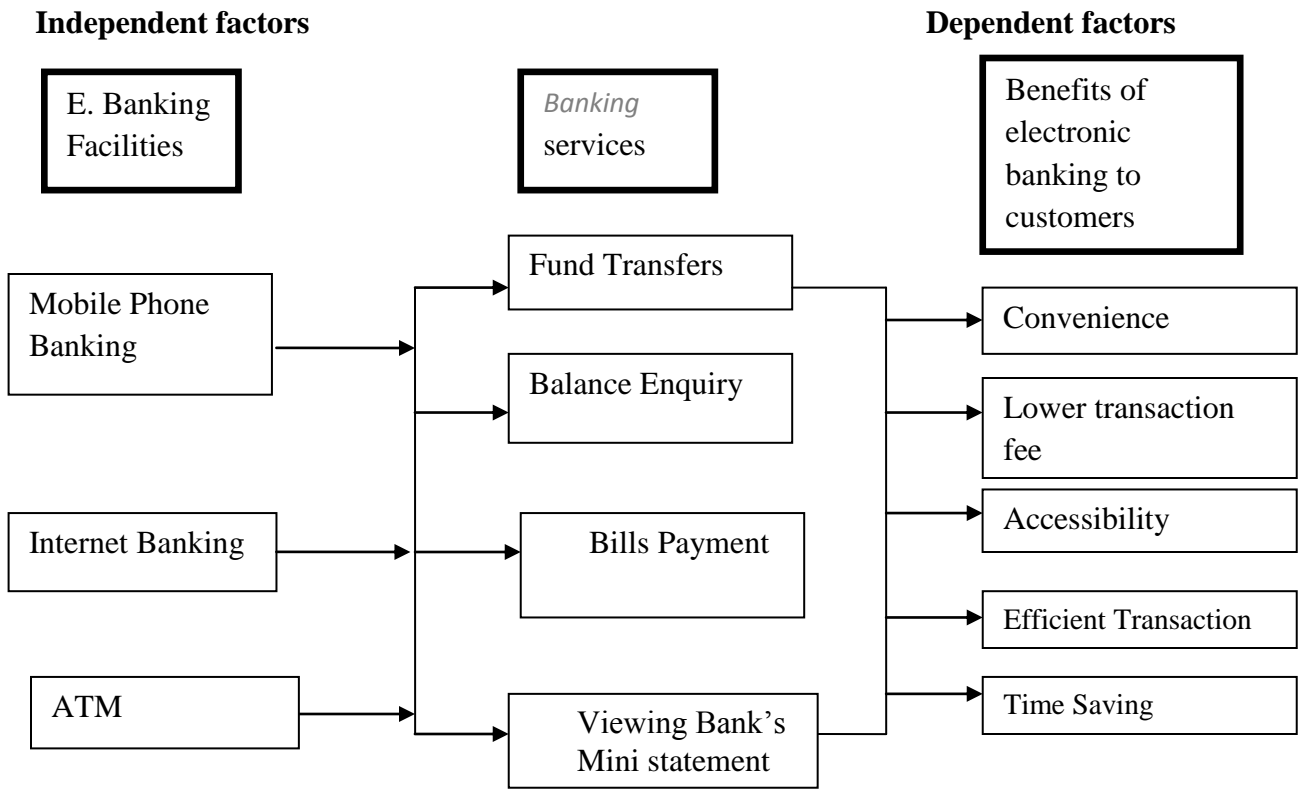 Independent factors
Dependent factors
E. Banking
Facilities
Banking
services
Benefits of
electronic
banking to
customers
Mobile Phone
Banking
Internet Banking
ATM
Fund Transfers
Balance Enquiry
Bills Payment
Viewing Bank’s
Mini statement
Convenience
Lower transaction
fee
Accessibility
Efficient Transaction
Time Saving